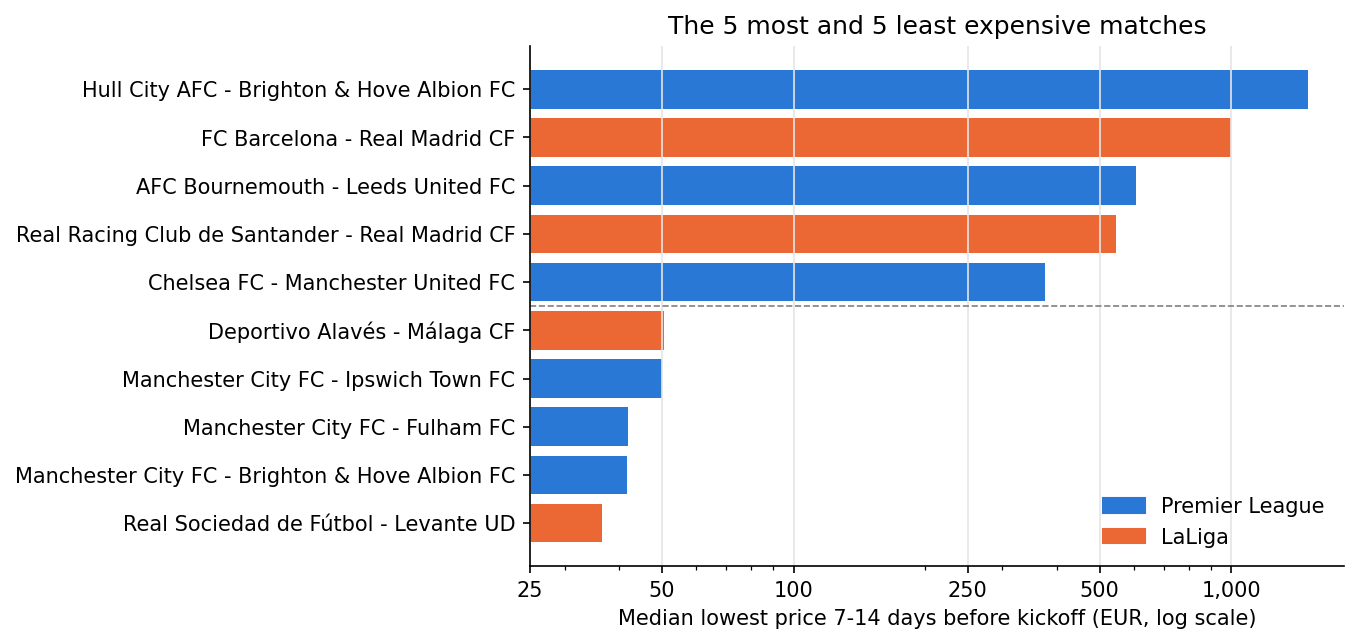 The 5 most and 5 least expensive matches
Hull City AFC - Brighton & Hove Albion FC
FC Barcelona - Real Madrid CF
AFC Bournemouth - Leeds United FC
Real Racing Club de Santander - Real Madrid CF
Chelsea FC - Manchester United FC
Deportivo Alavés - Málaga CF
Manchester City FC - Ipswich Town FC
Manchester City FC - Fulham FC
Manchester City FC - Brighton & Hove Albion FC
Real Sociedad de Fútbol - Levante UD
Premier League
LaLiga
25 50 100 250 500 1,000
Median lowest price 7-14 days before kickoff (EUR, log scale)